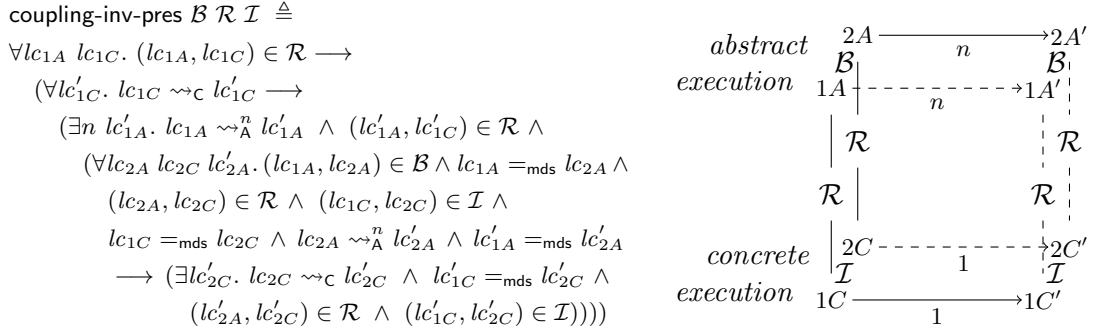 coupling-inv-pres ℬ ℛ ℐ ≜
∀lc₁A lc₁C. (lc₁A, lc₁C) ∈ ℛ ⟶
(∀lc′₁C. lc₁C ⇝C lc′₁C ⟶
(∃n lc′₁A. lc₁A ⇝ⁿA lc′₁A ∧ (lc′₁A, lc′₁C) ∈ ℛ ∧
(∀lc₂A lc₂C lc′₂A. (lc₁A, lc₂A) ∈ ℬ ∧ lc₁A =mds lc₂A ∧
(lc₂A, lc₂C) ∈ ℛ ∧ (lc₁C, lc₂C) ∈ ℐ ∧
lc₁C =mds lc₂C ∧ lc₂A ⇝ⁿA lc′₂A ∧ lc′₁A =mds lc′₂A
⟶ (∃lc′₂C. lc₂C ⇝C lc′₂C ∧ lc′₁C =mds lc′₂C ∧
(lc′₂A, lc′₂C) ∈ ℛ ∧ (lc′₁C, lc′₂C) ∈ ℐ))))
abstract
execution
2A n 2A′
ℬ ℬ
1A n 1A′
ℛ ℛ
ℛ ℛ
concrete
execution
2C 1 2C′
ℐ ℐ
1C 1 1C′